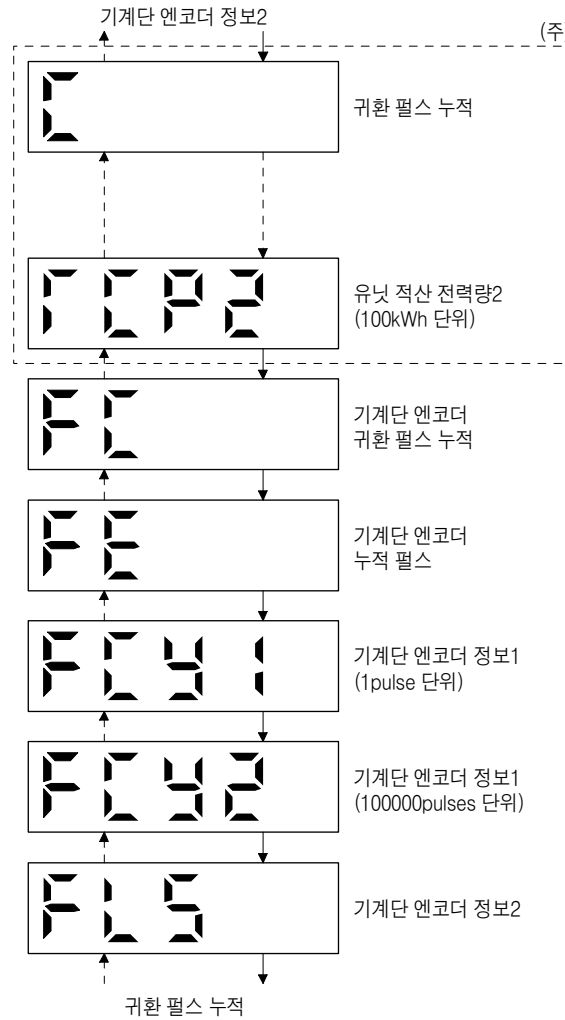 기계단 엔코더 정보2
(주
C
귀환 펄스 누적
TCP2
유닛 적산 전력량2
(100kWh 단위)
FC
기계단 엔코더
귀환 펄스 누적
FE
기계단 엔코더
누적 펄스
FCY1
기계단 엔코더 정보1
(1pulse 단위)
FCY2
기계단 엔코더 정보1
(100000pulses 단위)
FLS
기계단 엔코더 정보2
귀환 펄스 누적